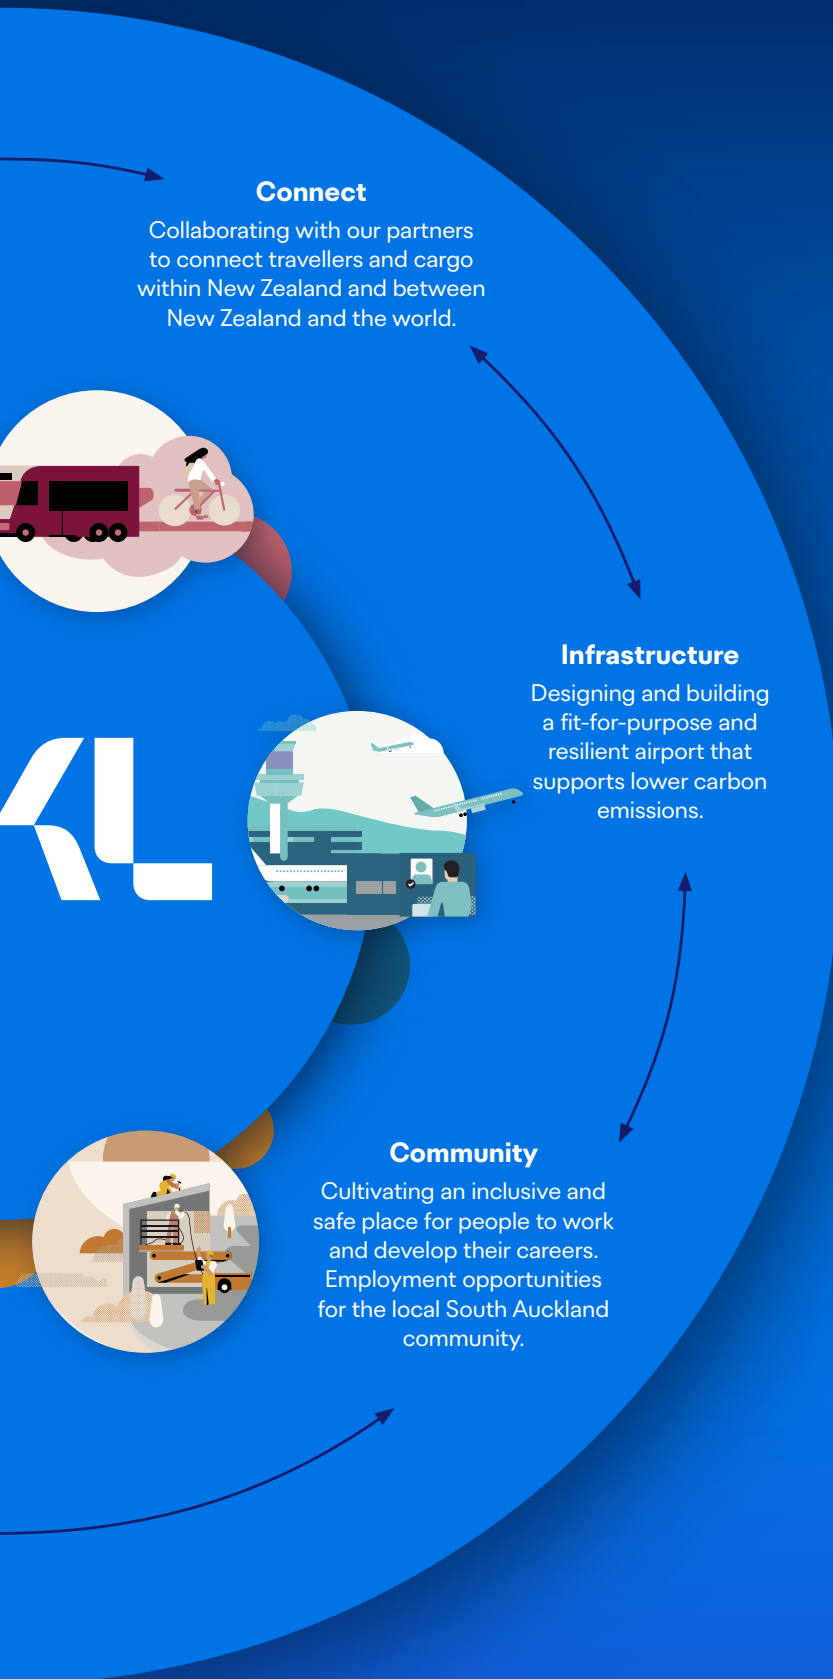 Connect
Collaborating with our partners
to connect travellers and cargo
within New Zealand and between
New Zealand and the world.
Infrastructure
Designing and building
a fit-for-purpose and
resilient airport that
supports lower carbon
emissions.
KL
Community
Cultivating an inclusive and
safe place for people to work
and develop their careers.
Employment opportunities
for the local South Auckland
community.